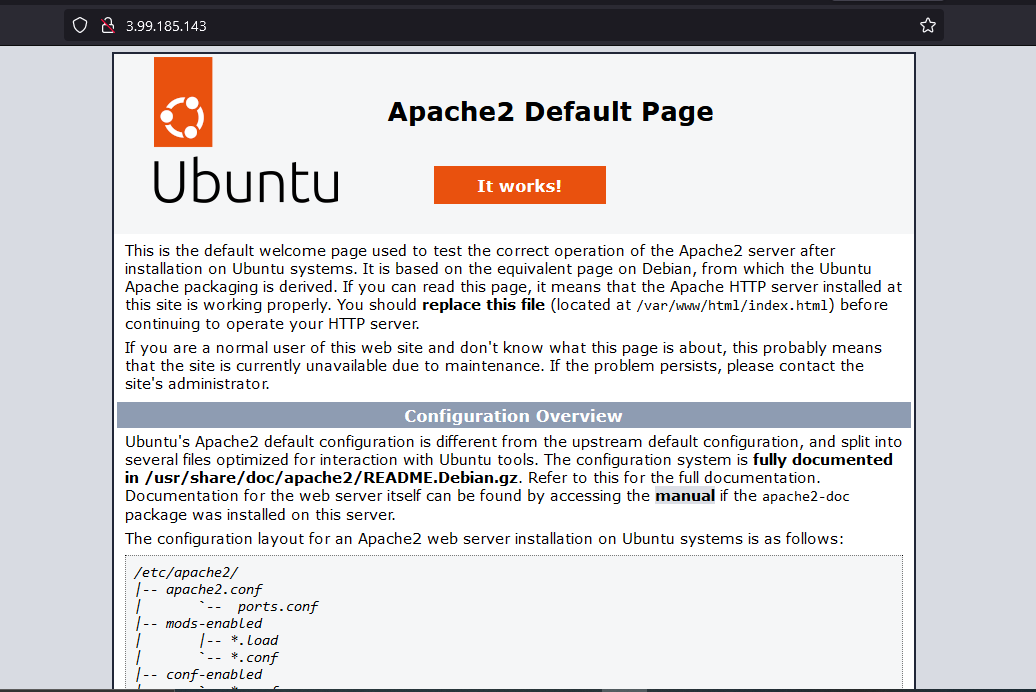 3.99.185.143
Apache2 Default Page
Ubuntu
It works!
This is the default welcome page used to test the correct operation of the Apache2 server after
installation on Ubuntu systems. It is based on the equivalent page on Debian, from which the Ubuntu
Apache packaging is derived. If you can read this page, it means that the Apache HTTP server installed at
this site is working properly. You should replace this file (located at /var/www/html/index.html) before
continuing to operate your HTTP server.
If you are a normal user of this web site and don't know what this page is about, this probably means
that the site is currently unavailable due to maintenance. If the problem persists, please contact the
site's administrator.
Configuration Overview
Ubuntu's Apache2 default configuration is different from the upstream default configuration, and split into
several files optimized for interaction with Ubuntu tools. The configuration system is fully documented
in /usr/share/doc/apache2/README.Debian.gz. Refer to this for the full documentation.
Documentation for the web server itself can be found by accessing the manual if the apache2-doc
package was installed on this server.
The configuration layout for an Apache2 web server installation on Ubuntu systems is as follows:
/etc/apache2/
|-- apache2.conf
|       `--  ports.conf
|-- mods-enabled
|       |-- *.load
|       `-- *.conf
|-- conf-enabled